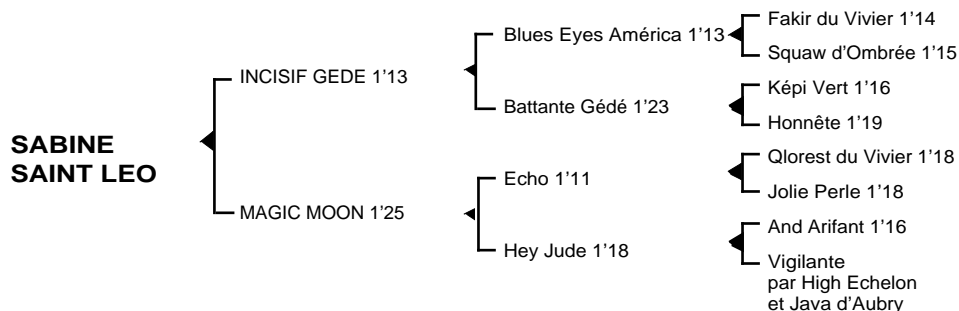 SABINE
SAINT LEO
INCISIF GEDE 1’13
MAGIC MOON 1’25
Blues Eyes América 1’13
Battante Gédé 1’23
Echo 1’11
Hey Jude 1’18
Fakir du Vivier 1’14
Squaw d’Ombrée 1’15
Képi Vert 1’16
Honnête 1’19
Qlorest du Vivier 1’18
Jolie Perle 1’18
And Arifant 1’16
Vigilante
par High Echelon
et Java d’Aubry